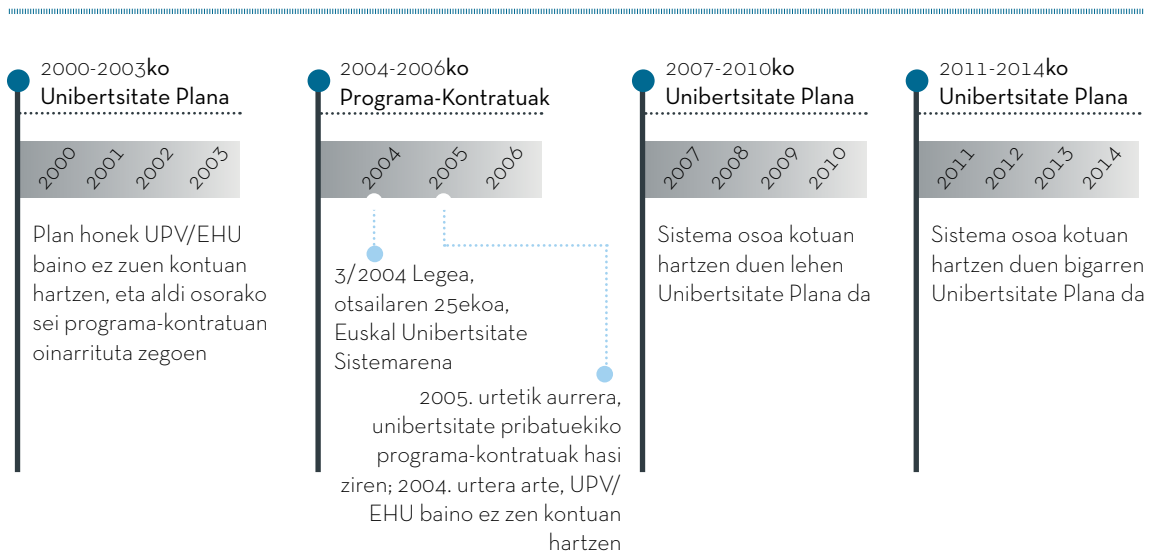 2000-2003ko
Unibertsitate Plana
2000 2001 2002 2003
Plan honek UPV/EHU
baino ez zuen kontuan
hartzen, eta aldi osorako
sei programa-kontratuan
oinarrituta zegoen
2004-2006ko
Programa-Kontratuak
2004 2005 2006
3/2004 Legea,
otsailaren 25ekoa,
Euskal Unibertsitate
Sistemarena
2005. urtetik aurrera,
unibertsitate pribatuekiko
programa-kontratuak hasi
ziren; 2004. urtera arte, UPV/
EHU baino ez zen kontuan
hartzen
2007-2010ko
Unibertsitate Plana
2007 2008 2009 2010
Sistema osoa kotuan
hartzen duen lehen
Unibertsitate Plana da
2011-2014ko
Unibertsitate Plana
2011 2012 2013 2014
Sistema osoa kotuan
hartzen duen bigarren
Unibertsitate Plana da